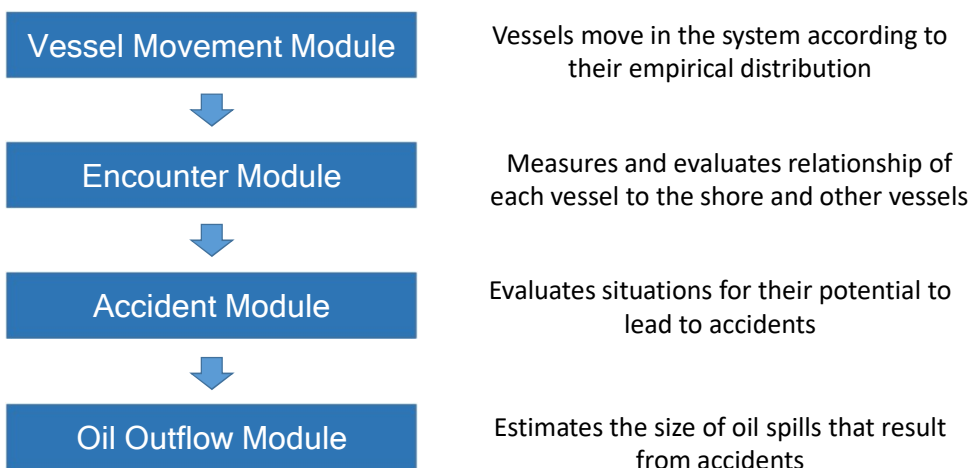 Vessel Movement Module
Vessels move in the system according to
their empirical distribution
Encounter Module
Measures and evaluates relationship of
each vessel to the shore and other vessels
Accident Module
Evaluates situations for their potential to
lead to accidents
Oil Outflow Module
Estimates the size of oil spills that result
from accidents